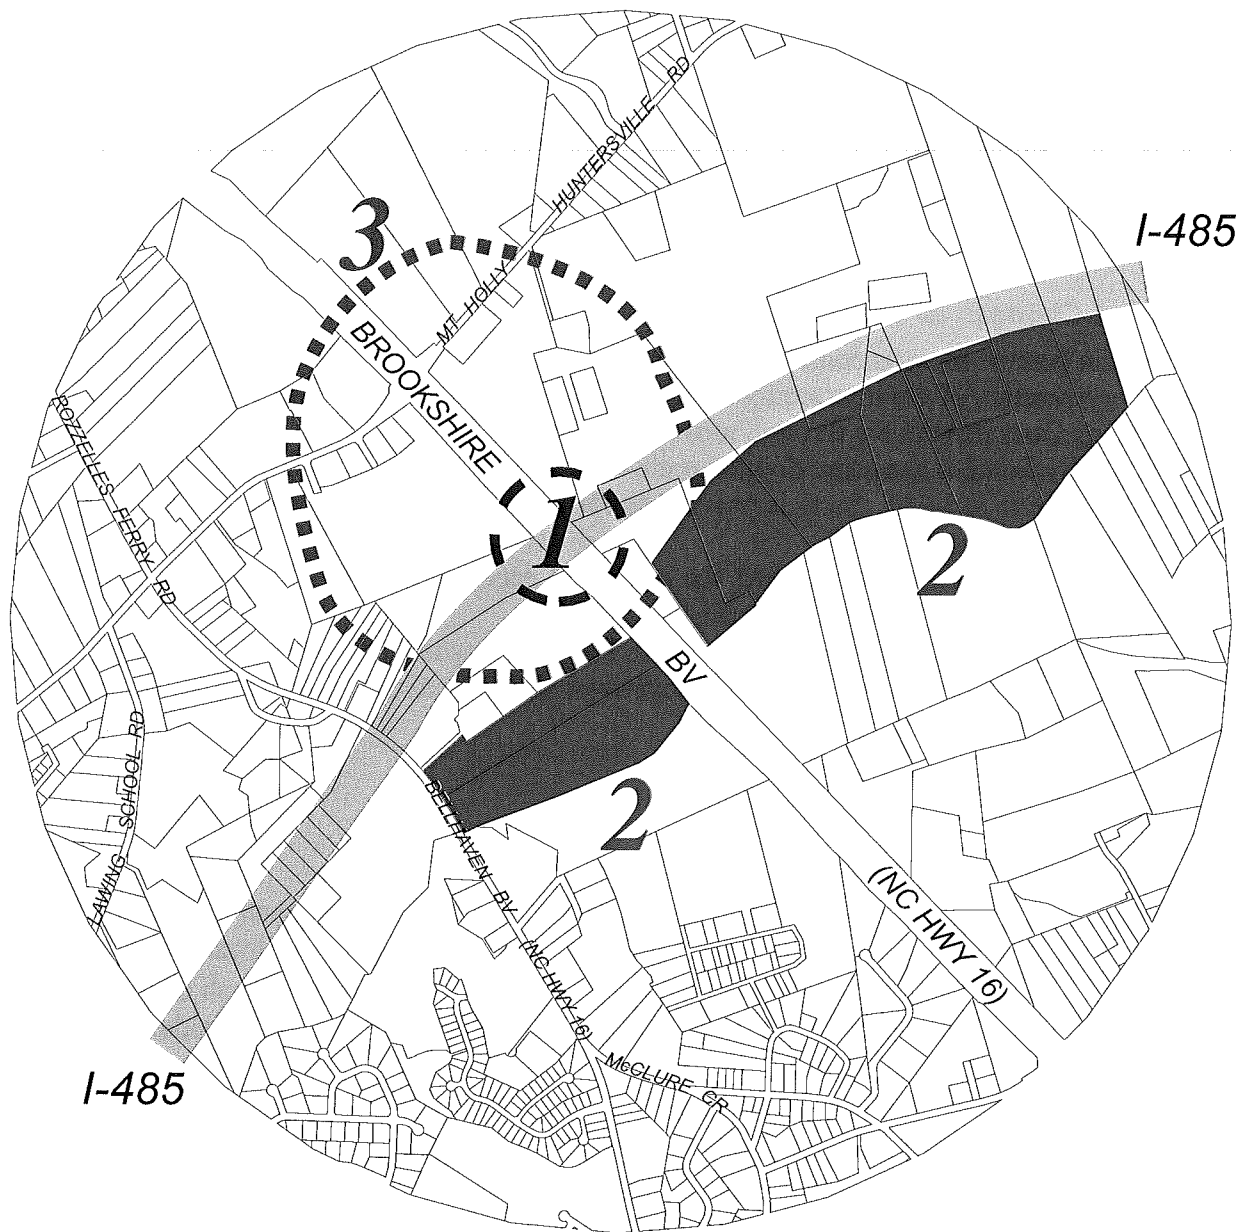 HUNTERSVILLE RD
I-485
3
MT HOLLY
BROOKSHIRE
ROZZELLES FERRY RD
1
2
BV
LAWING SCHOOL RD
2
BELLHAVEN BV (NC HWY 16)
(NC HWY 16)
McCLURE CR
I-485